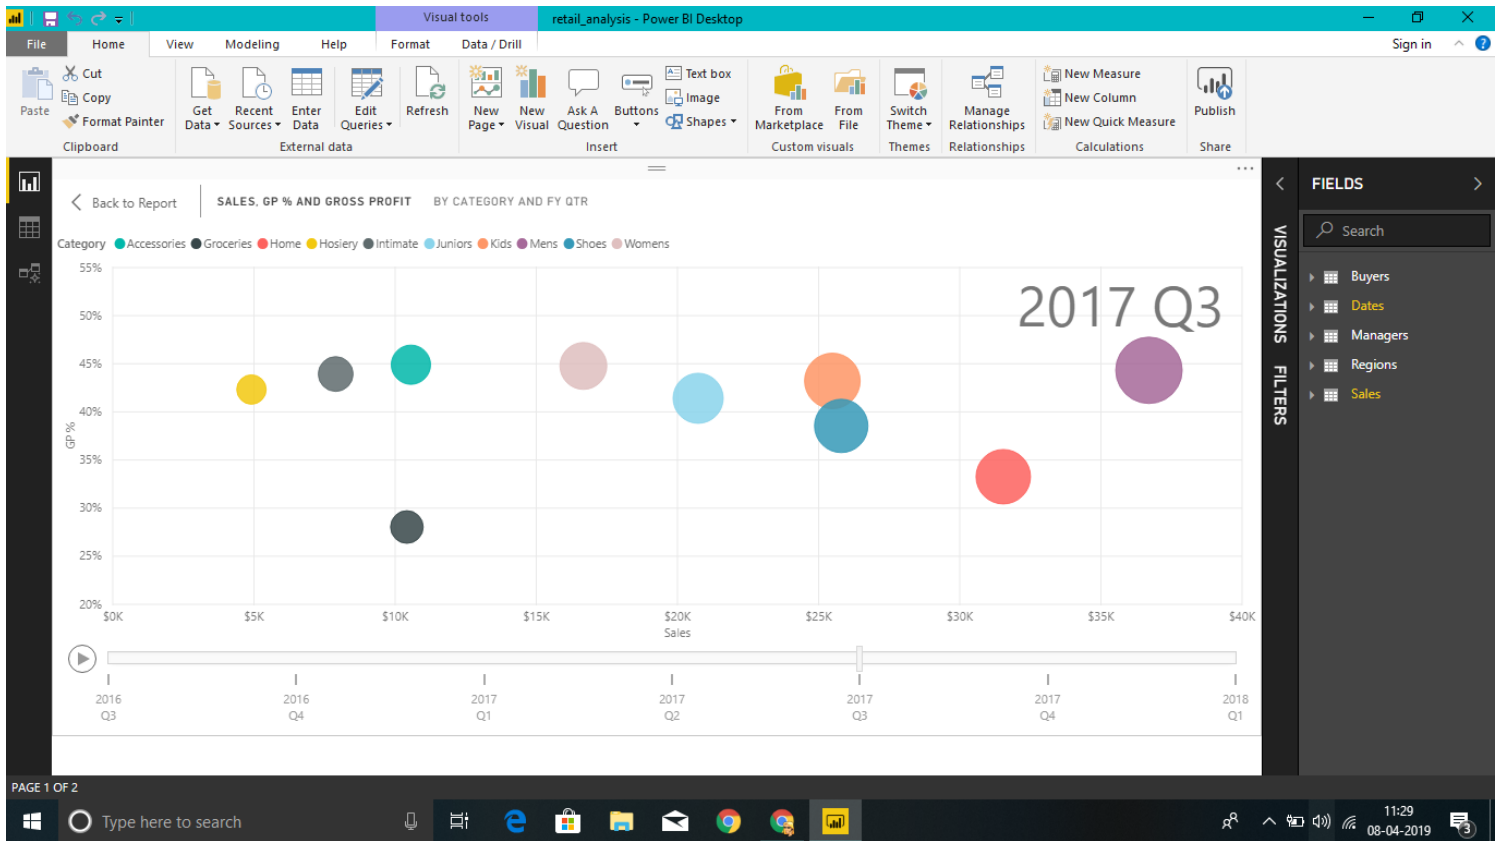 Visual tools
retail_analysis - Power BI Desktop
File Home View Modeling Help Format Data / Drill Sign in
Paste
Cut
Copy
Format Painter
Clipboard
Get Data
Recent Sources
Enter Data
Edit Queries
External data
Refresh
New Page
New Visual
Ask A Question
Buttons
Text box
Image
Shapes
Insert
From Marketplace
From File
Custom visuals
Switch Theme
Themes
Manage Relationships
Relationships
New Measure
New Column
New Quick Measure
Calculations
Publish
Share
Back to Report
SALES, GP % AND GROSS PROFIT BY CATEGORY AND FY QTR
Category Accessories Groceries Home Hosiery Intimate Juniors Kids Mens Shoes Womens
2017 Q3
55%
50%
45%
40%
35%
30%
25%
20%
GP %
$0K $5K $10K $15K $20K $25K $30K $35K $40K
Sales
2016 Q3
2016 Q4
2017 Q1
2017 Q2
2017 Q3
2017 Q4
2018 Q1
VISUALIZATIONS
FILTERS
FIELDS
Search
Buyers
Dates
Managers
Regions
Sales
PAGE 1 OF 2
Type here to search
11:29
08-04-2019
3